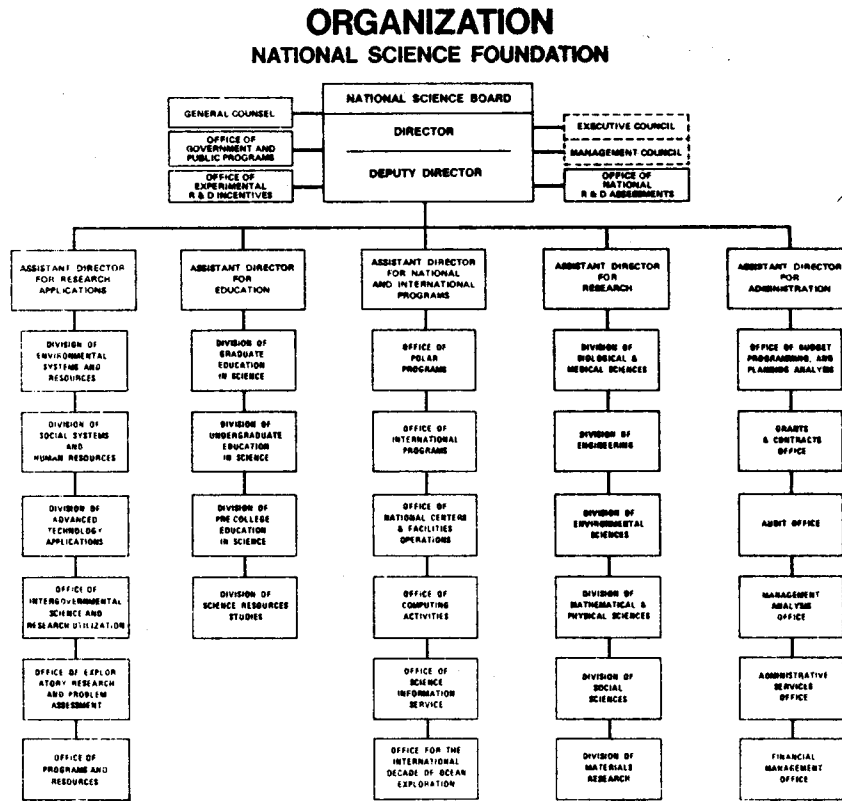 ORGANIZATION
NATIONAL SCIENCE FOUNDATION
NATIONAL SCIENCE BOARD
DIRECTOR
DEPUTY DIRECTOR
GENERAL COUNSEL
OFFICE OF
GOVERNMENT AND
PUBLIC PROGRAMS
OFFICE OF
EXPERIMENTAL
R & D INCENTIVES
EXECUTIVE COUNCIL
MANAGEMENT COUNCIL
OFFICE OF
NATIONAL
R & D ASSESSMENTS
ASSISTANT DIRECTOR
FOR RESEARCH
APPLICATIONS
DIVISION OF
ENVIRONMENTAL
SYSTEMS AND
RESOURCES
DIVISION OF
SOCIAL SYSTEMS
AND
HUMAN RESOURCES
DIVISION OF
ADVANCED
TECHNOLOGY
APPLICATIONS
OFFICE OF
INTERGOVERNMENTAL
SCIENCE AND
RESEARCH UTILIZATION
OFFICE OF EXPLOR
ATORY RESEARCH
AND PROBLEM
ASSESSMENT
OFFICE OF
PROGRAMS AND
RESOURCES
ASSISTANT DIRECTOR
FOR
EDUCATION
DIVISION OF
GRADUATE
EDUCATION
IN SCIENCE
DIVISION OF
UNDERGRADUATE
EDUCATION
IN SCIENCE
DIVISION OF
PRE COLLEGE
EDUCATION
IN SCIENCE
DIVISION OF
SCIENCE RESOURCES
STUDIES
ASSISTANT DIRECTOR
FOR NATIONAL
AND INTERNATIONAL
PROGRAMS
OFFICE OF
POLAR
PROGRAMS
OFFICE OF
INTERNATIONAL
PROGRAMS
OFFICE OF
NATIONAL CENTERS
& FACILITIES
OPERATIONS
OFFICE OF
COMPUTING
ACTIVITIES
OFFICE OF
SCIENCE
INFORMATION
SERVICE
OFFICE FOR THE
INTERNATIONAL
DECADE OF OCEAN
EXPLORATION
ASSISTANT DIRECTOR
FOR
RESEARCH
DIVISION OF
BIOLOGICAL &
MEDICAL SCIENCES
DIVISION OF
ENGINEERING
DIVISION OF
ENVIRONMENTAL
SCIENCES
DIVISION OF
MATHEMATICAL &
PHYSICAL SCIENCES
DIVISION OF
SOCIAL
SCIENCES
DIVISION OF
MATERIALS
RESEARCH
ASSISTANT DIRECTOR
FOR
ADMINISTRATION
OFFICE OF BUDGET
PROGRAMMING, AND
PLANNING ANALYSIS
GRANTS
& CONTRACTS
OFFICE
AUDIT OFFICE
MANAGEMENT
ANALYSIS
OFFICE
ADMINISTRATIVE
SERVICES
OFFICE
FINANCIAL
MANAGEMENT
OFFICE